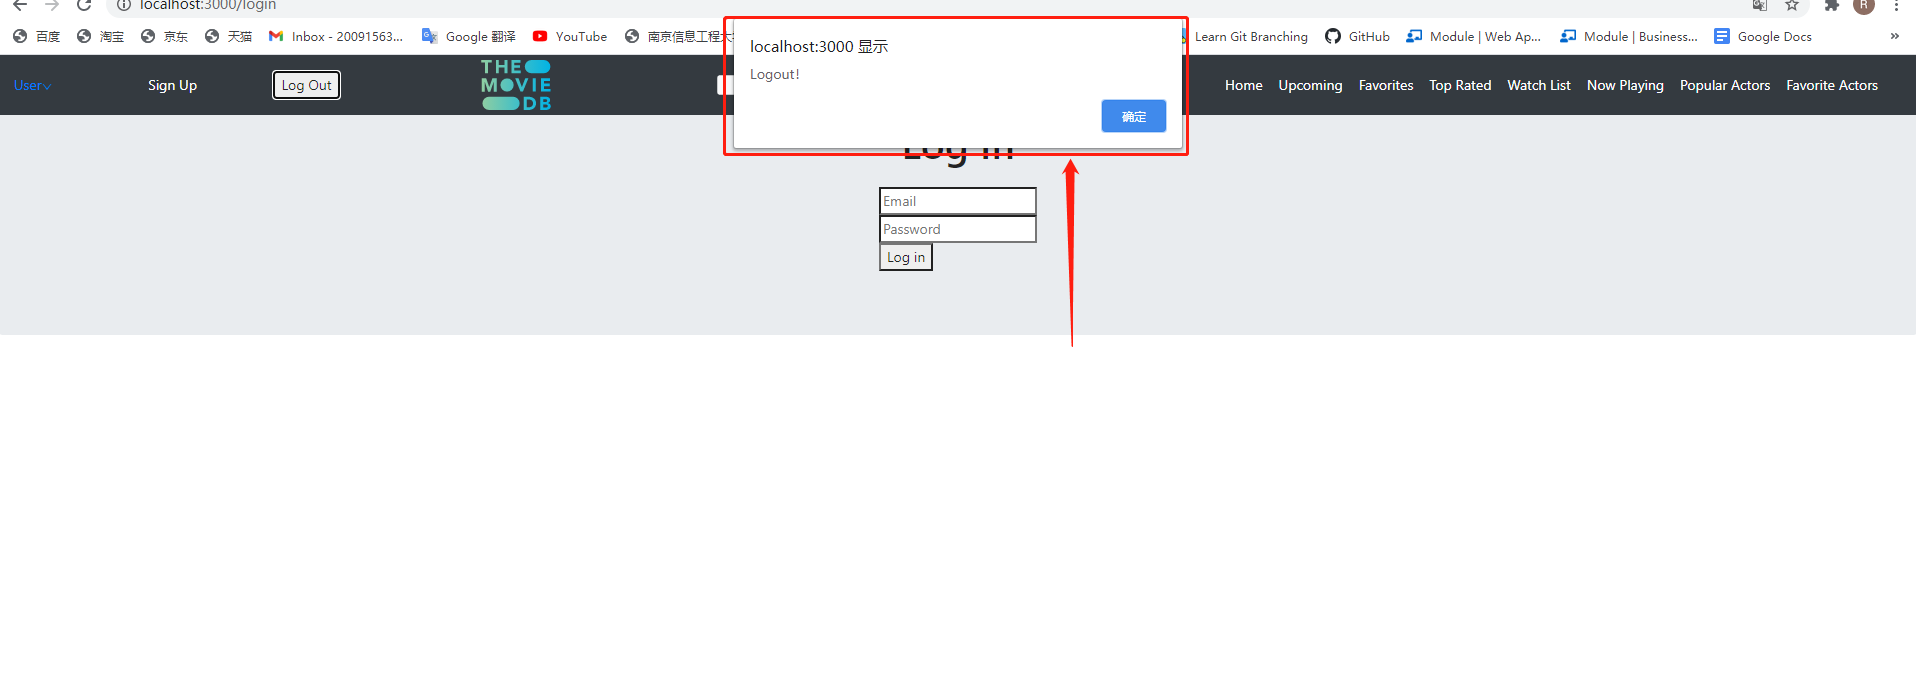 localhost:3000/login
R
百度 淘宝 京东 天猫 Inbox - 20091563... Google 翻译 YouTube 南京信息工程大 Learn Git Branching GitHub Module | Web Ap... Module | Business... Google Docs »
localhost:3000 显示
Logout!
确定
User Sign Up Log Out THE MOVIE DB Home Upcoming Favorites Top Rated Watch List Now Playing Popular Actors Favorite Actors
Log in
Email
Password
Log in